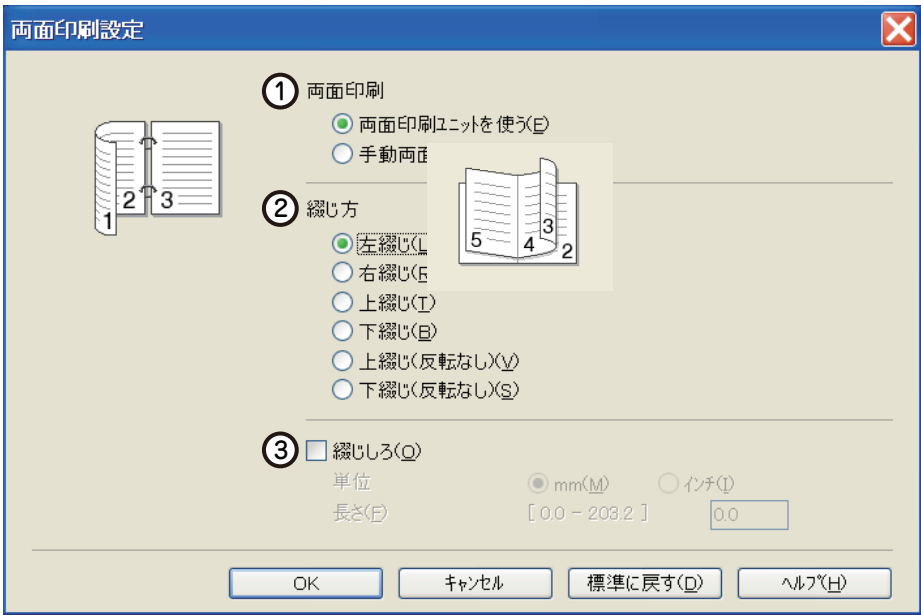 両面印刷設定
① 両面印刷
両面印刷ユニットを使う(E)
手動両面
1 2 3
② 綴じ方
5 4 3 2
左綴じ(L
右綴じ(R
上綴じ(T)
下綴じ(B)
上綴じ(反転なし)(V)
下綴じ(反転なし)(S)
③ 綴じしろ(O)
単位 mm(M) インチ(I)
長さ(F) [ 0.0 - 203.2 ] 0.0
OK キャンセル 標準に戻す(D) ヘルプ(H)